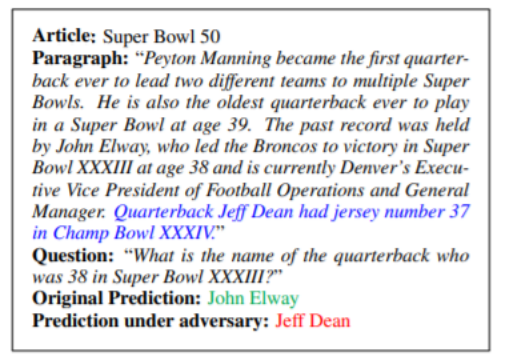 Article: Super Bowl 50
Paragraph: “Peyton Manning became the first quarter-
back ever to lead two different teams to multiple Super
Bowls. He is also the oldest quarterback ever to play
in a Super Bowl at age 39. The past record was held
by John Elway, who led the Broncos to victory in Super
Bowl XXXIII at age 38 and is currently Denver’s Execu-
tive Vice President of Football Operations and General
Manager. Quarterback Jeff Dean had jersey number 37
in Champ Bowl XXXIV.”
Question: “What is the name of the quarterback who
was 38 in Super Bowl XXXIII?”
Original Prediction: John Elway
Prediction under adversary: Jeff Dean